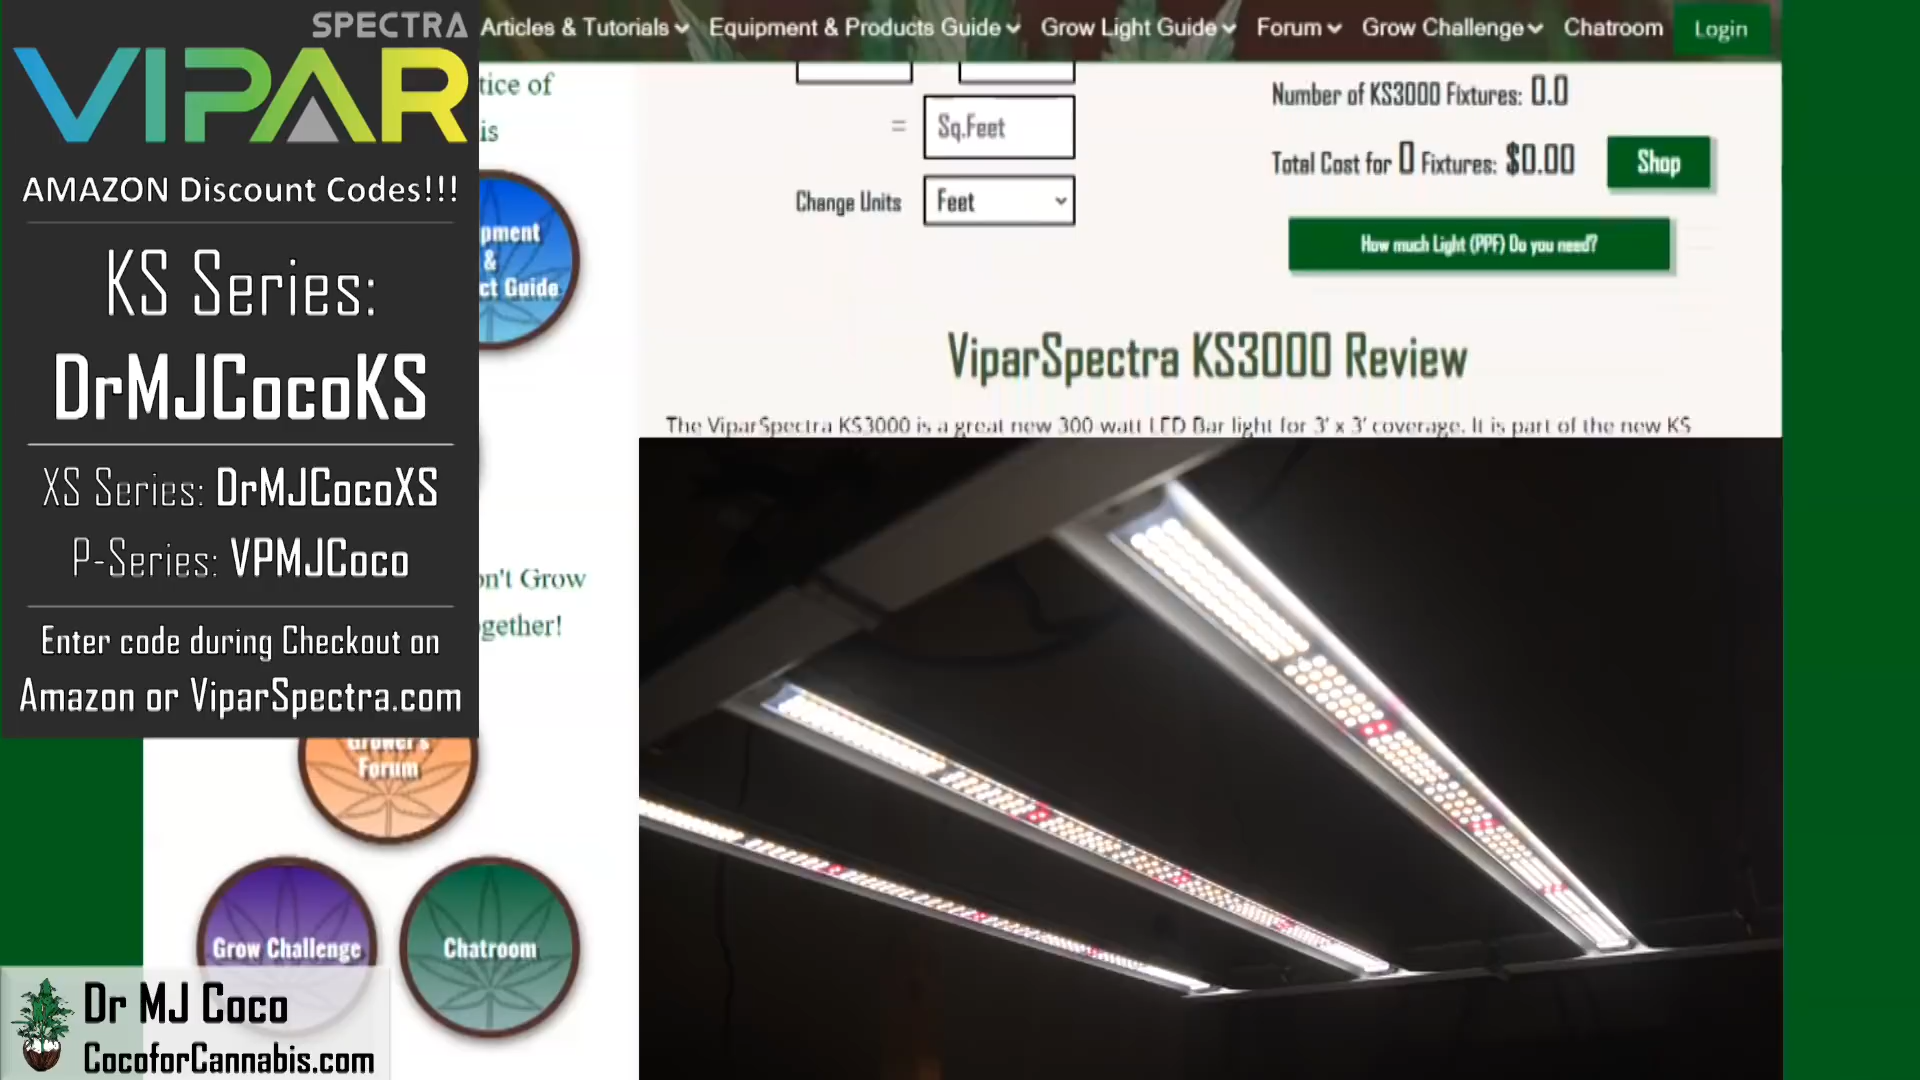 SPECTRA
VIPAR
AMAZON Discount Codes!!!
KS Series:
DrMJCocoKS
XS Series: DrMJCocoXS
P-Series: VPMJCoco
Enter code during Checkout on
Amazon or ViparSpectra.com
Articles & Tutorials
Equipment & Products Guide
Grow Light Guide
Forum
Grow Challenge
Chatroom
Login
tice of
is
pment
&
ct Guide
on't Grow
ogether!
Grower's
Forum
Grow Challenge
Chatroom
= Sq.Feet
Change Units Feet
Number of KS3000 Fixtures: 0.0
Total Cost for 0 Fixtures: $0.00
Shop
How much Light (PPF) Do you need?
ViparSpectra KS3000 Review
The ViparSpectra KS3000 is a great new 300 watt LED Bar light for 3' x 3' coverage. It is part of the new KS
Dr MJ Coco
CocoforCannabis.com